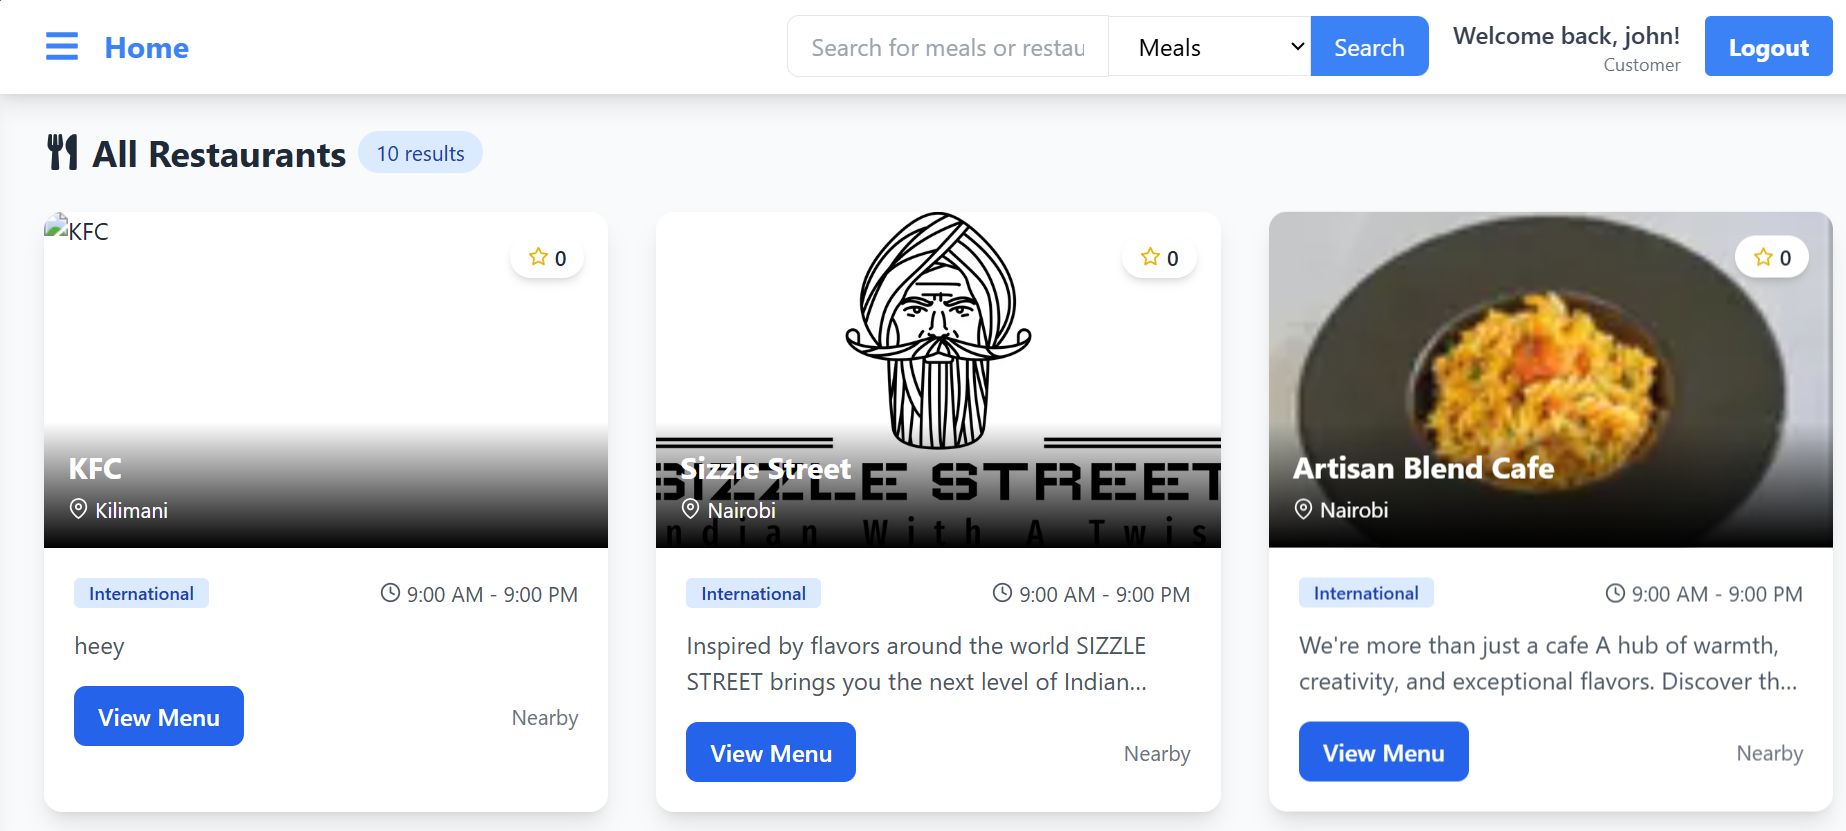 Home
Search for meals or restau
Meals
Search
Welcome back, john!
Customer
Logout
All Restaurants
10 results
KFC
0
KFC
Kilimani
International
9:00 AM - 9:00 PM
heey
View Menu
Nearby
0
SIZZLE STREET
Indian With A Twis
Sizzle Street
Nairobi
International
9:00 AM - 9:00 PM
Inspired by flavors around the world SIZZLE
STREET brings you the next level of Indian...
View Menu
Nearby
0
Artisan Blend Cafe
Nairobi
International
9:00 AM - 9:00 PM
We're more than just a cafe A hub of warmth,
creativity, and exceptional flavors. Discover th...
View Menu
Nearby